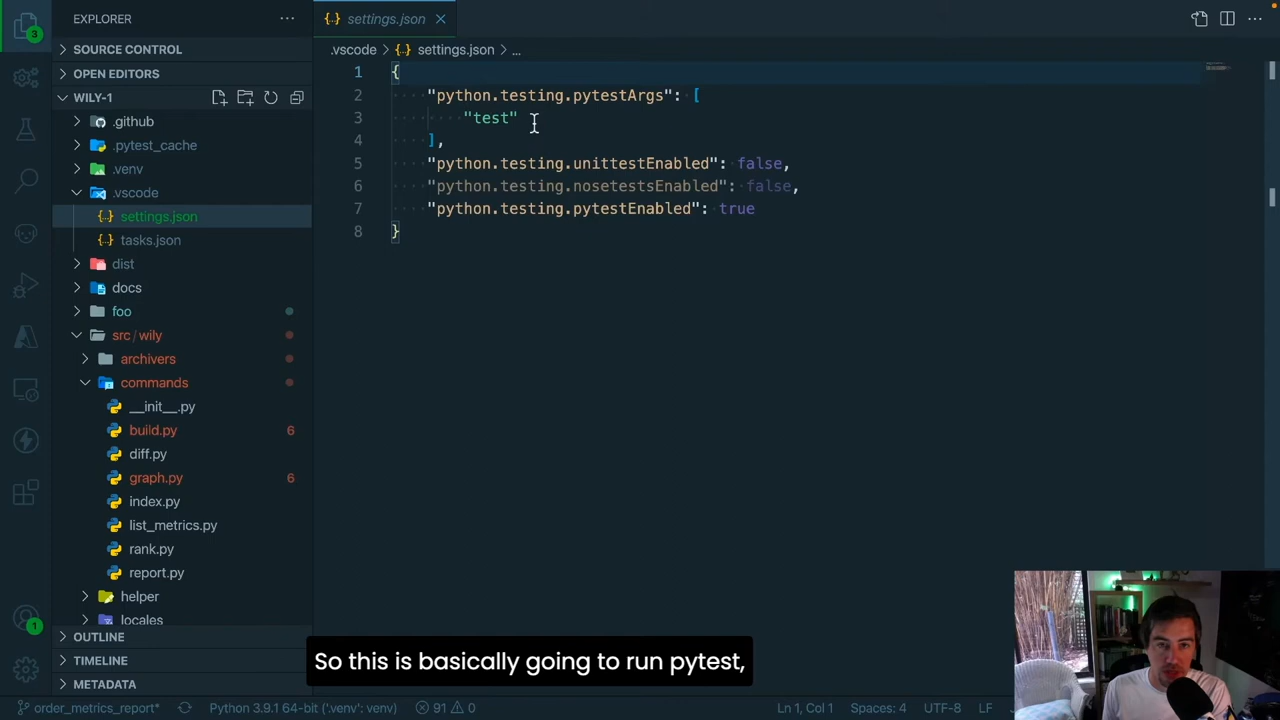 3
EXPLORER
SOURCE CONTROL
OPEN EDITORS
WILY-1
.github
.pytest_cache
.venv
.vscode
settings.json
tasks.json
dist
docs
foo
src/wily
archivers
commands
__init__.py
build.py 6
diff.py
graph.py 6
index.py
list_metrics.py
rank.py
report.py
helper
locales
OUTLINE
TIMELINE
METADATA
1
{..} settings.json
.vscode > {..} settings.json > ...
1 {
2 "python.testing.pytestArgs": [
3 "test"
4 ],
5 "python.testing.unittestEnabled": false,
6 "python.testing.nosetestsEnabled": false,
7 "python.testing.pytestEnabled": true
8 }
So this is basically going to run pytest,
order_metrics_report* Python 3.9.1 64-bit ('.venv': venv) 91 0 Ln 1, Col 1 Spaces: 4 UTF-8 LF